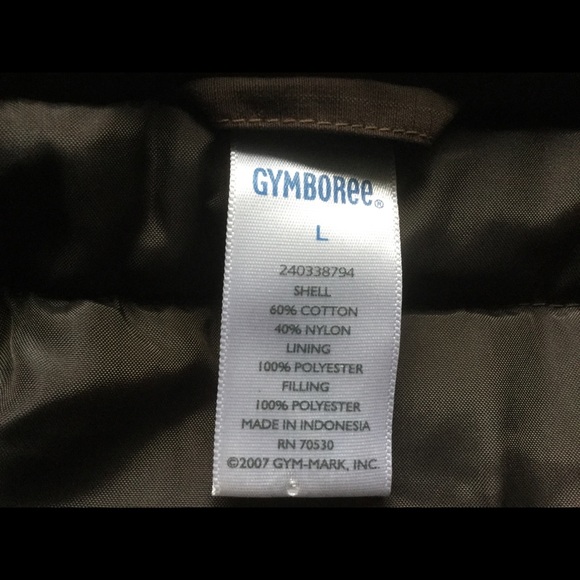 GYMBOREE®
L
240338794
SHELL
60% COTTON
40% NYLON
LINING
100% POLYESTER
FILLING
100% POLYESTER
MADE IN INDONESIA
RN 70530
©2007 GYM-MARK, INC.